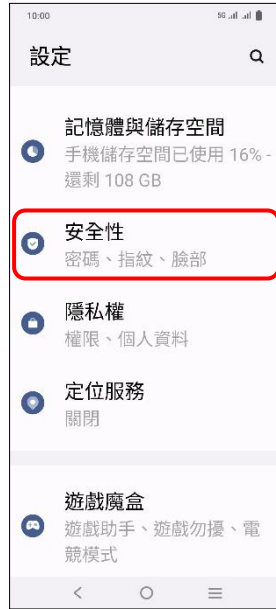 10:00
5G
設定
記憶體與儲存空間
手機儲存空間已使用 16% -
還剩 108 GB
安全性
密碼、指紋、臉部
隱私權
權限、個人資料
定位服務
關閉
遊戲魔盒
遊戲助手、遊戲勿擾、電
競模式